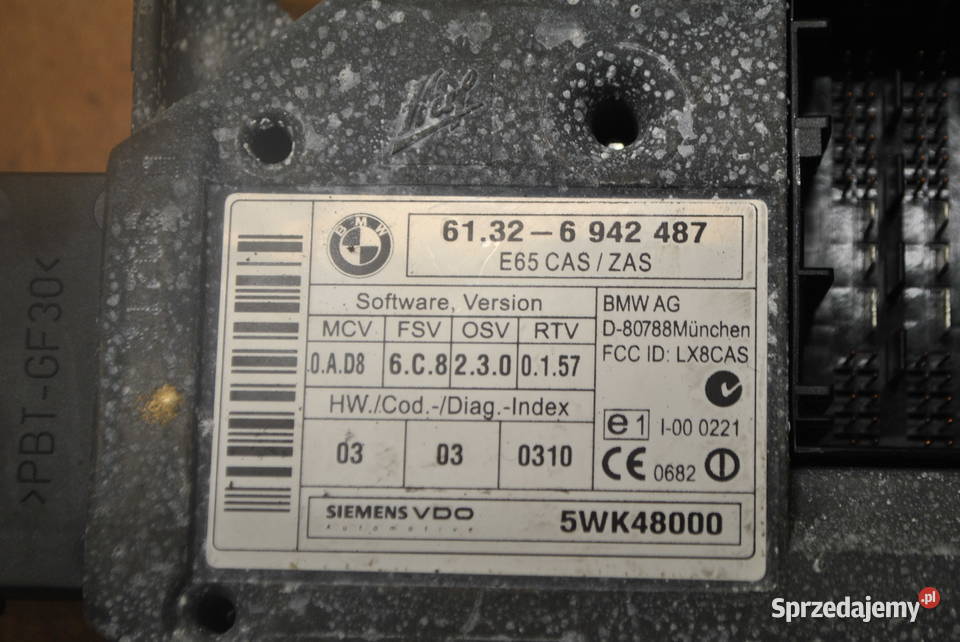 BMW
61.32-6 942 487
E65 CAS / ZAS
Software, Version
MCV FSV OSV RTV
.0.A.D8 6.C.8 2.3.0 0.1.57
HW./Cod.-/Diag.-Index
03 03 0310
BMW AG
D-80788München
FCC ID: LX8CAS
e1 I-00 0221
CE 0682
SIEMENS VDO
Automotive
5WK48000
>PBT-GF30<
Sprzedajemy.pl